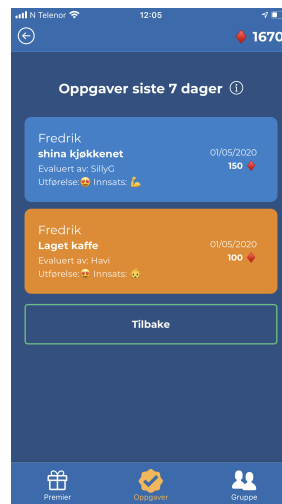 N Telenor 12:05
1670
Oppgaver siste 7 dager
Fredrik
shina kjøkkenet 01/05/2020
Evaluert av: SillyG 150
Utførelse: Innsats:
Fredrik
Laget kaffe 01/05/2020
Evaluert av: Havi 100
Utførelse: Innsats:
Tilbake
Premier Oppgaver Gruppe